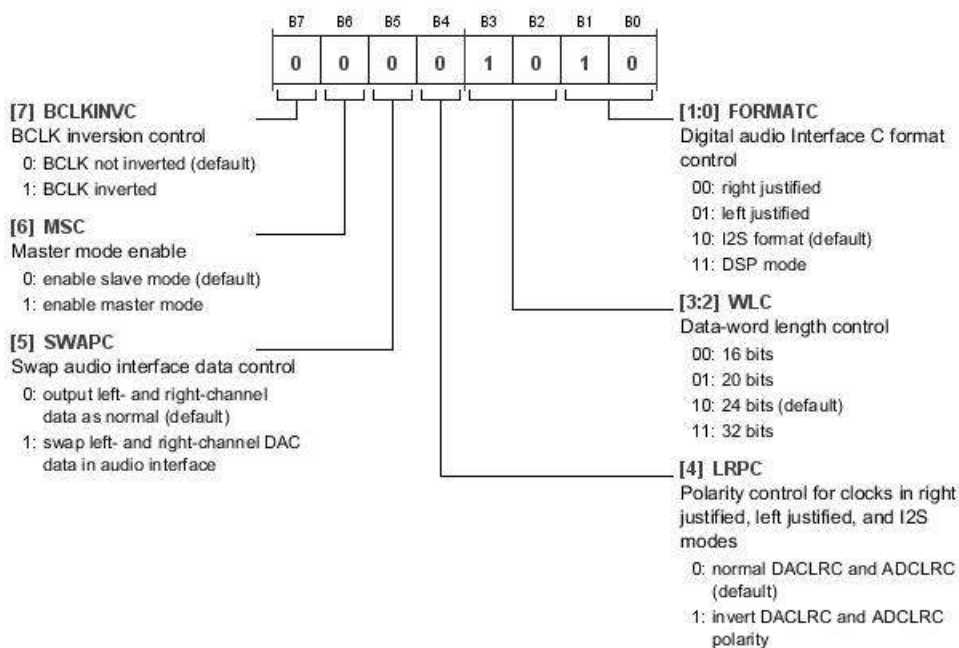 B7 B6 B5 B4 B3 B2 B1 B0
0 0 0 0 1 0 1 0
[7] BCLKINVC
BCLK inversion control
0: BCLK not inverted (default)
1: BCLK inverted
[6] MSC
Master mode enable
0: enable slave mode (default)
1: enable master mode
[5] SWAPC
Swap audio interface data control
0: output left- and right-channel
data as normal (default)
1: swap left- and right-channel DAC
data in audio interface
[1:0] FORMATC
Digital audio Interface C format
control
00: right justified
01: left justified
10: I2S format (default)
11: DSP mode
[3:2] WLC
Data-word length control
00: 16 bits
01: 20 bits
10: 24 bits (default)
11: 32 bits
[4] LRPC
Polarity control for clocks in right
justified, left justified, and I2S
modes
0: normal DACLRC and ADCLRC
(default)
1: invert DACLRC and ADCLRC
polarity